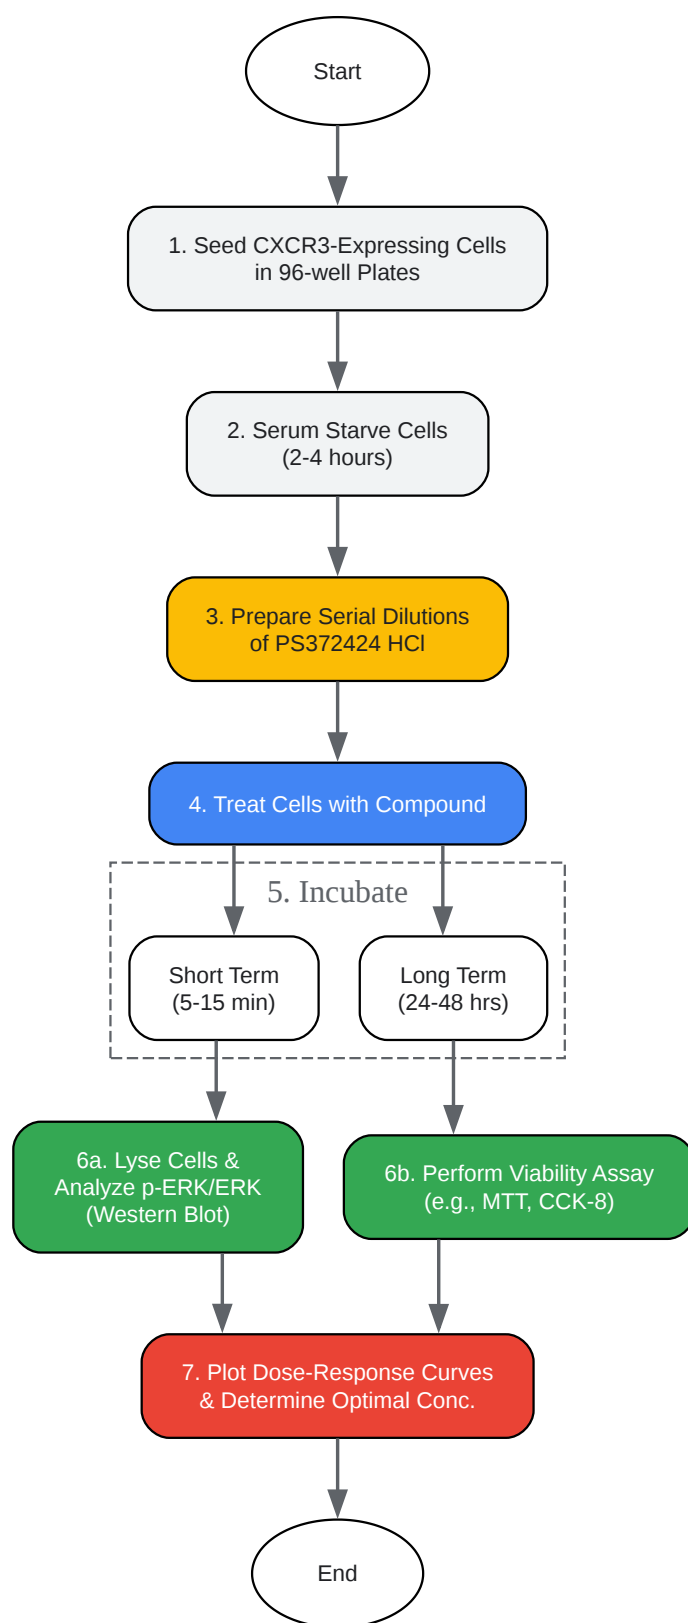 Start
1. Seed CXCR3-Expressing Cells
in 96-well Plates
2. Serum Starve Cells
(2-4 hours)
3. Prepare Serial Dilutions
of PS372424 HCl
4. Treat Cells with Compound
5. Incubate
Short Term
(5-15 min)
Long Term
(24-48 hrs)
6a. Lyse Cells &
Analyze p-ERK/ERK
(Western Blot)
6b. Perform Viability Assay
(e.g., MTT, CCK-8)
7. Plot Dose-Response Curves
& Determine Optimal Conc.
End